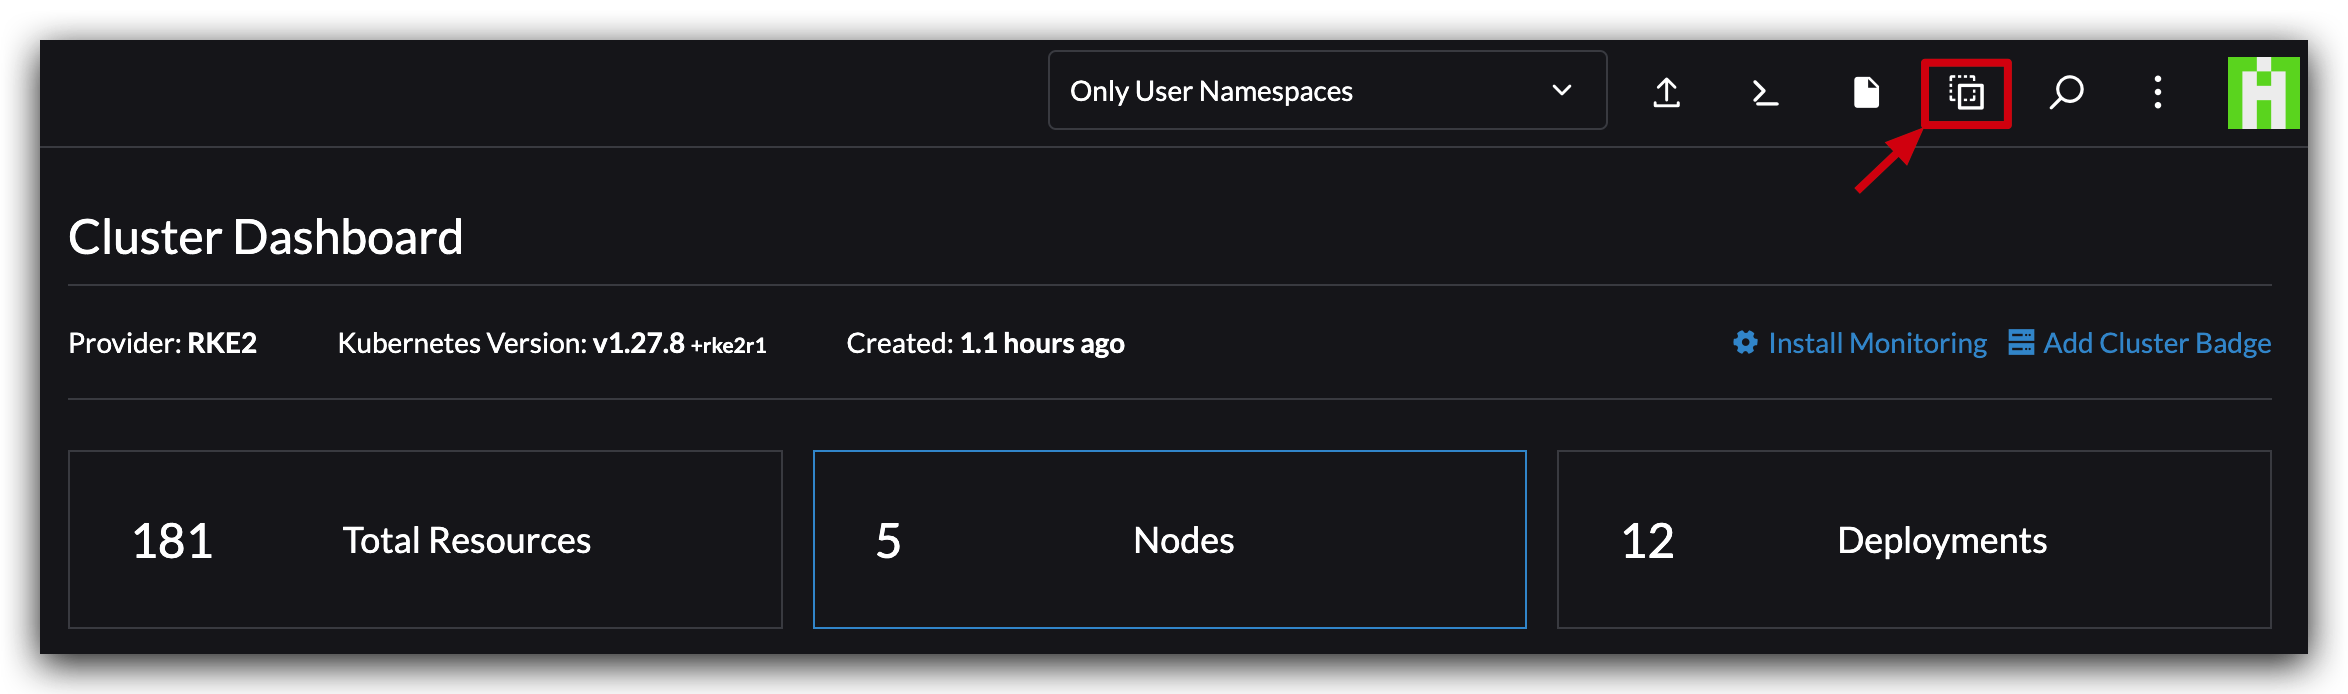 Only User Namespaces
Cluster Dashboard
Provider: RKE2 Kubernetes Version: v1.27.8 +rke2r1 Created: 1.1 hours ago Install Monitoring Add Cluster Badge
181 Total Resources 5 Nodes 12 Deployments